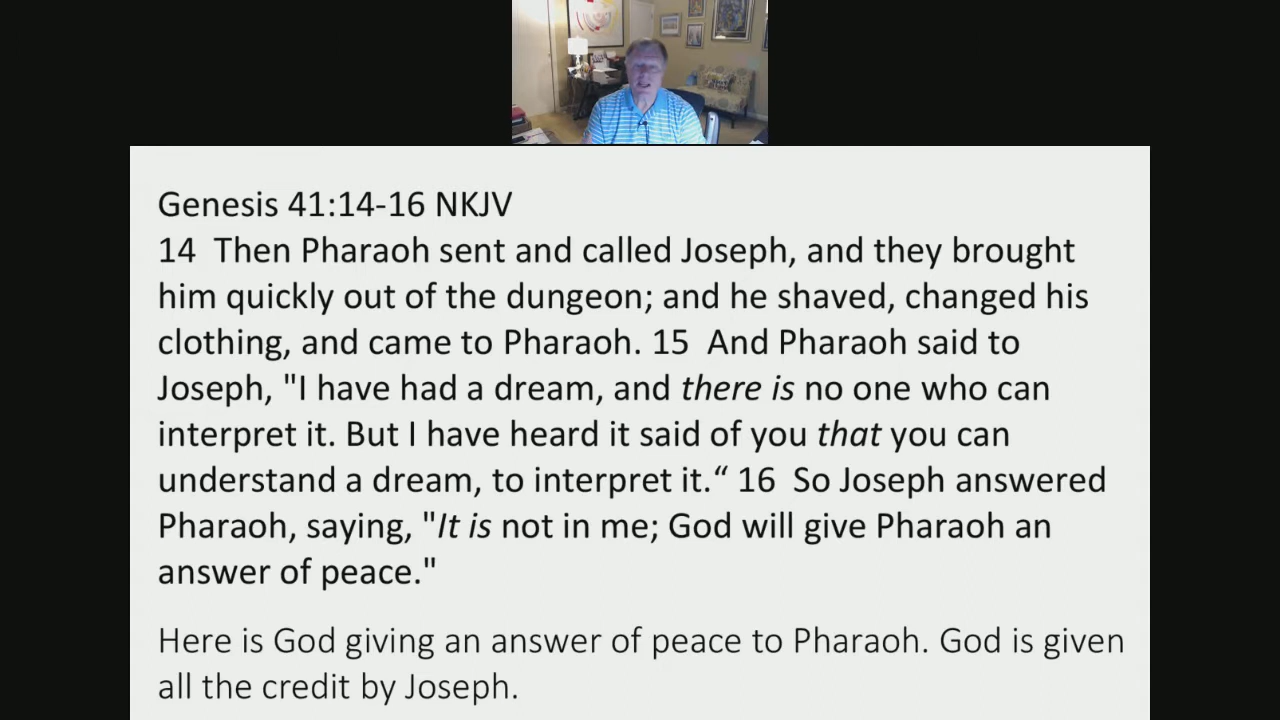 Genesis 41:14-16 NKJV
14  Then Pharaoh sent and called Joseph, and they brought
him quickly out of the dungeon; and he shaved, changed his
clothing, and came to Pharaoh. 15  And Pharaoh said to
Joseph, "I have had a dream, and there is no one who can
interpret it. But I have heard it said of you that you can
understand a dream, to interpret it.“ 16  So Joseph answered
Pharaoh, saying, "It is not in me; God will give Pharaoh an
answer of peace."
Here is God giving an answer of peace to Pharaoh. God is given
all the credit by Joseph.